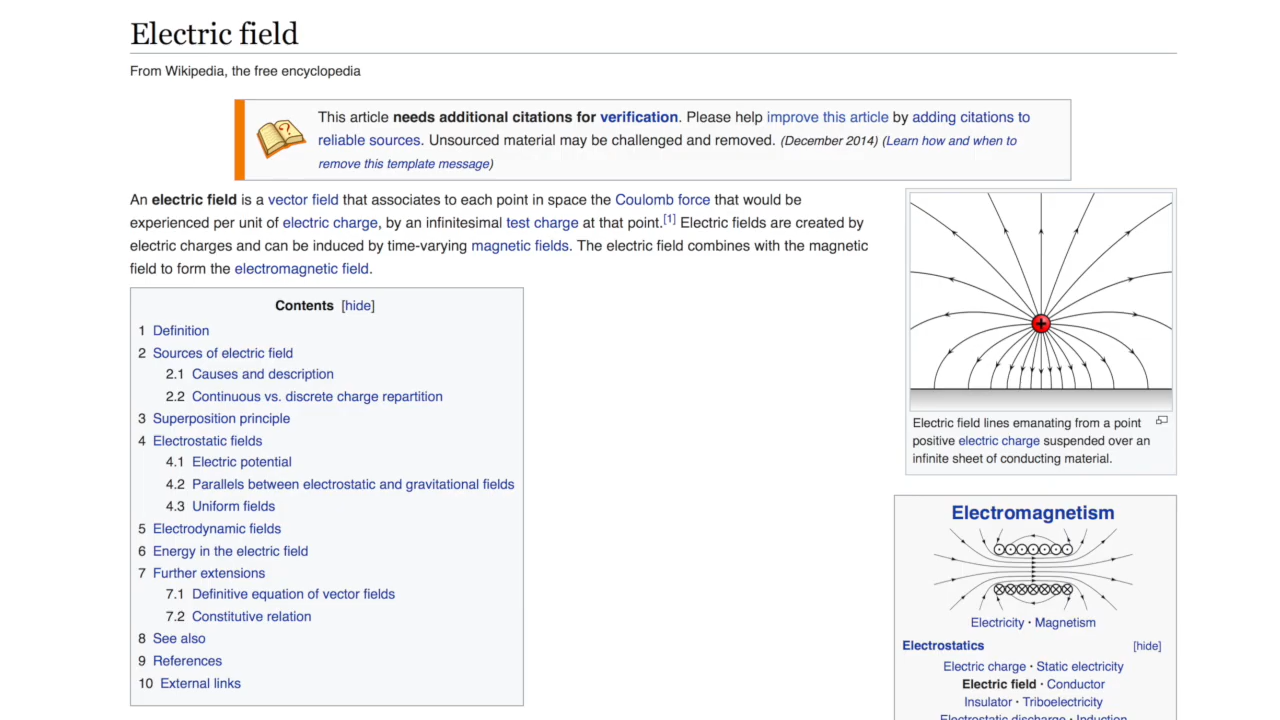 Electric field
From Wikipedia, the free encyclopedia
This article needs additional citations for verification. Please help improve this article by adding citations to
reliable sources. Unsourced material may be challenged and removed. (December 2014) (Learn how and when to
remove this template message)
An electric field is a vector field that associates to each point in space the Coulomb force that would be
experienced per unit of electric charge, by an infinitesimal test charge at that point.[1] Electric fields are created by
electric charges and can be induced by time-varying magnetic fields. The electric field combines with the magnetic
field to form the electromagnetic field.
Contents [hide]
1 Definition
2 Sources of electric field
2.1 Causes and description
2.2 Continuous vs. discrete charge repartition
3 Superposition principle
4 Electrostatic fields
4.1 Electric potential
4.2 Parallels between electrostatic and gravitational fields
4.3 Uniform fields
5 Electrodynamic fields
6 Energy in the electric field
7 Further extensions
7.1 Definitive equation of vector fields
7.2 Constitutive relation
8 See also
9 References
10 External links
+
Electric field lines emanating from a point
positive electric charge suspended over an
infinite sheet of conducting material.
Electromagnetism
Electricity · Magnetism
Electrostatics [hide]
Electric charge · Static electricity
Electric field · Conductor
Insulator · Triboelectricity
Electrostatic discharge · Induction